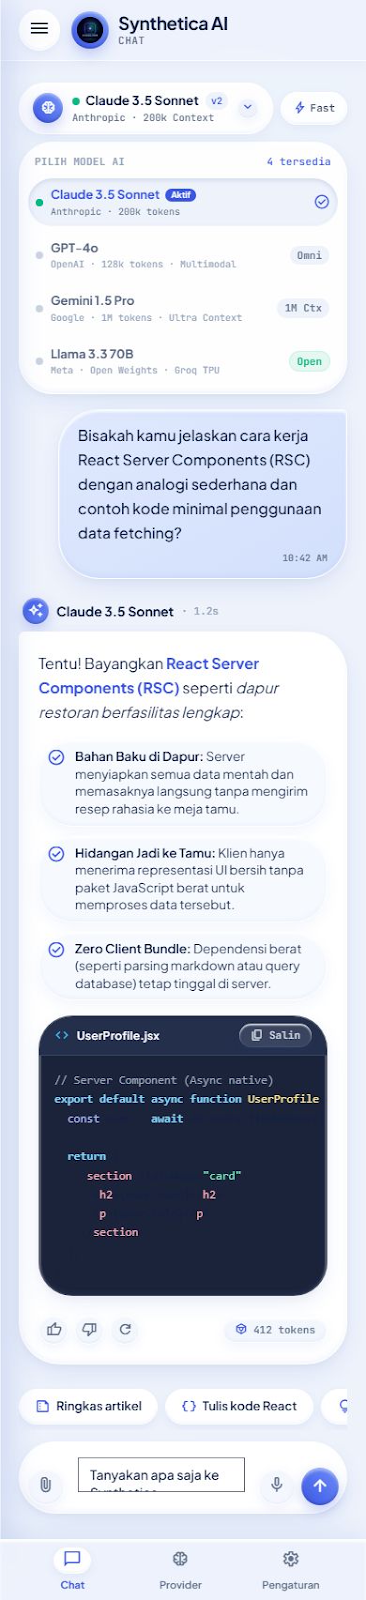 Synthetica AI
CHAT
Claude 3.5 Sonnet v2
Anthropic · 200k Context
Fast
PILIH MODEL AI
4 tersedia
Claude 3.5 Sonnet Aktif
Anthropic · 200k tokens
GPT-4o
OpenAI · 128k tokens · Multimodal
Omni
Gemini 1.5 Pro
Google · 1M tokens · Ultra Context
1M Ctx
Llama 3.3 70B
Meta · Open Weights · Groq TPU
Open
Bisakah kamu jelaskan cara kerja
React Server Components (RSC)
dengan analogi sederhana dan
contoh kode minimal penggunaan
data fetching?
10:42 AM
Claude 3.5 Sonnet · 1.2s
Tentu! Bayangkan React Server
Components (RSC) seperti dapur
restoran berfasilitas lengkap:
Bahan Baku di Dapur: Server
menyiapkan semua data mentah dan
memasaknya langsung tanpa mengirim
resep rahasia ke meja tamu.
Hidangan Jadi ke Tamu: Klien hanya
menerima representasi UI bersih tanpa
paket JavaScript berat untuk
memproses data tersebut.
Zero Client Bundle: Dependensi berat
(seperti parsing markdown atau query
database) tetap tinggal di server.
<> UserProfile.jsx
Salin
// Server Component (Async native)
export default async function UserProfile
const await
return
section "card"
h2 h2
p p
section
412 tokens
Ringkas artikel
{} Tulis kode React
Tanyakan apa saja ke
Chat
Provider
Pengaturan